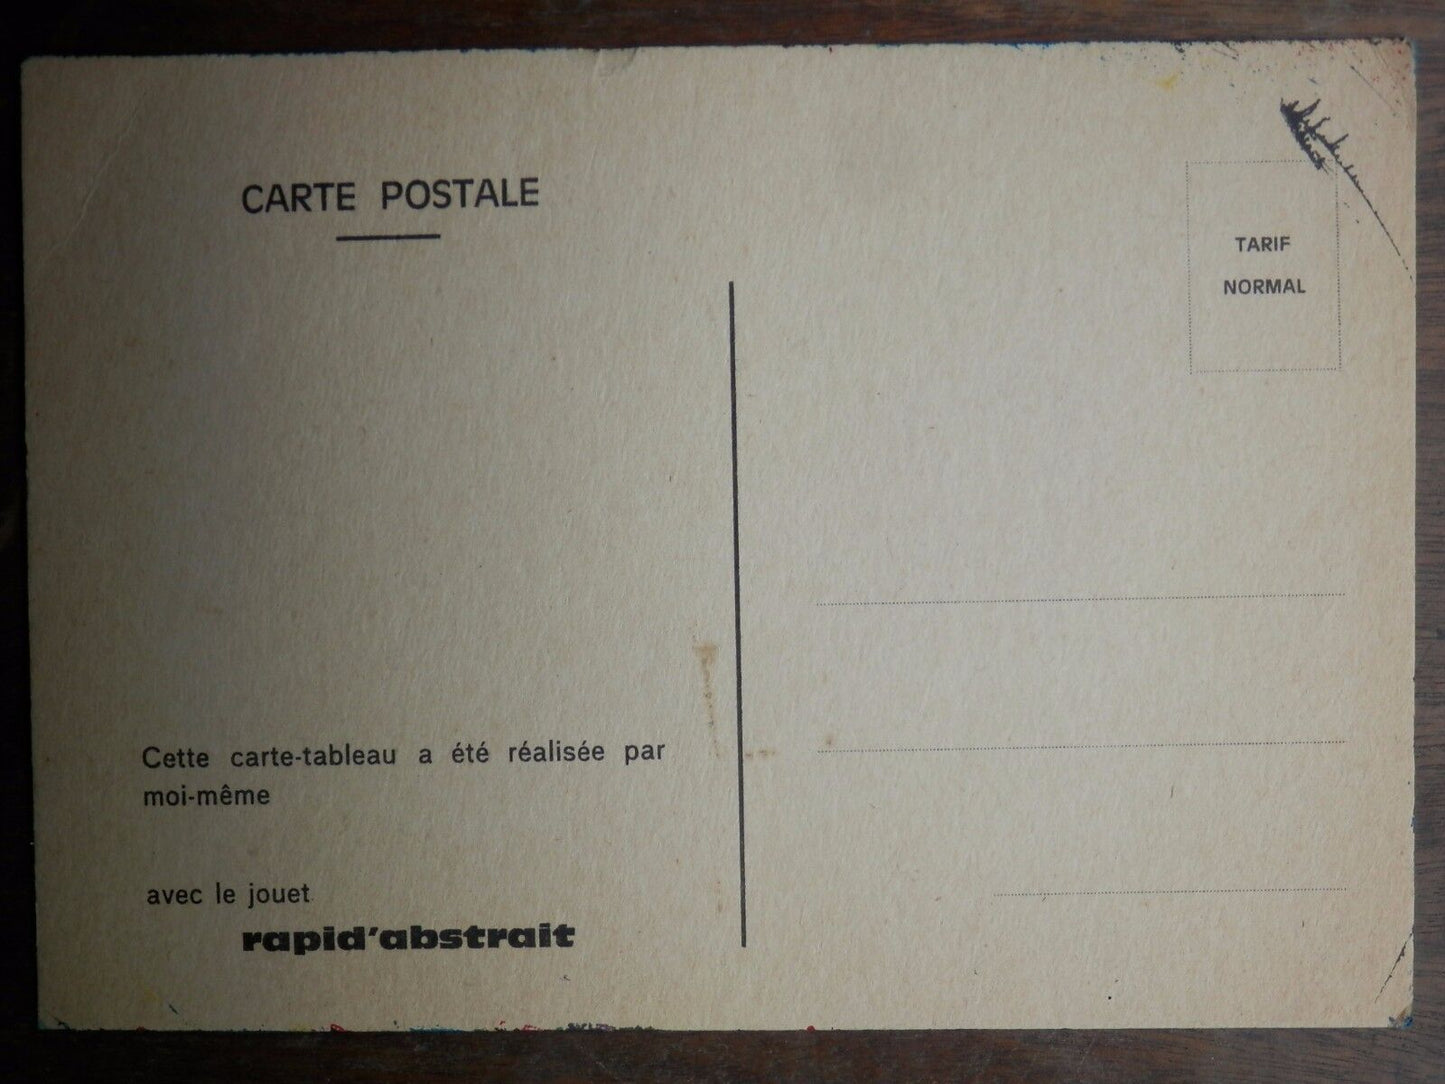 CARTE POSTALE
TARIF
NORMAL
Cette carte-tableau a été réalisée par
moi-même
avec le jouet
rapid'abstrait